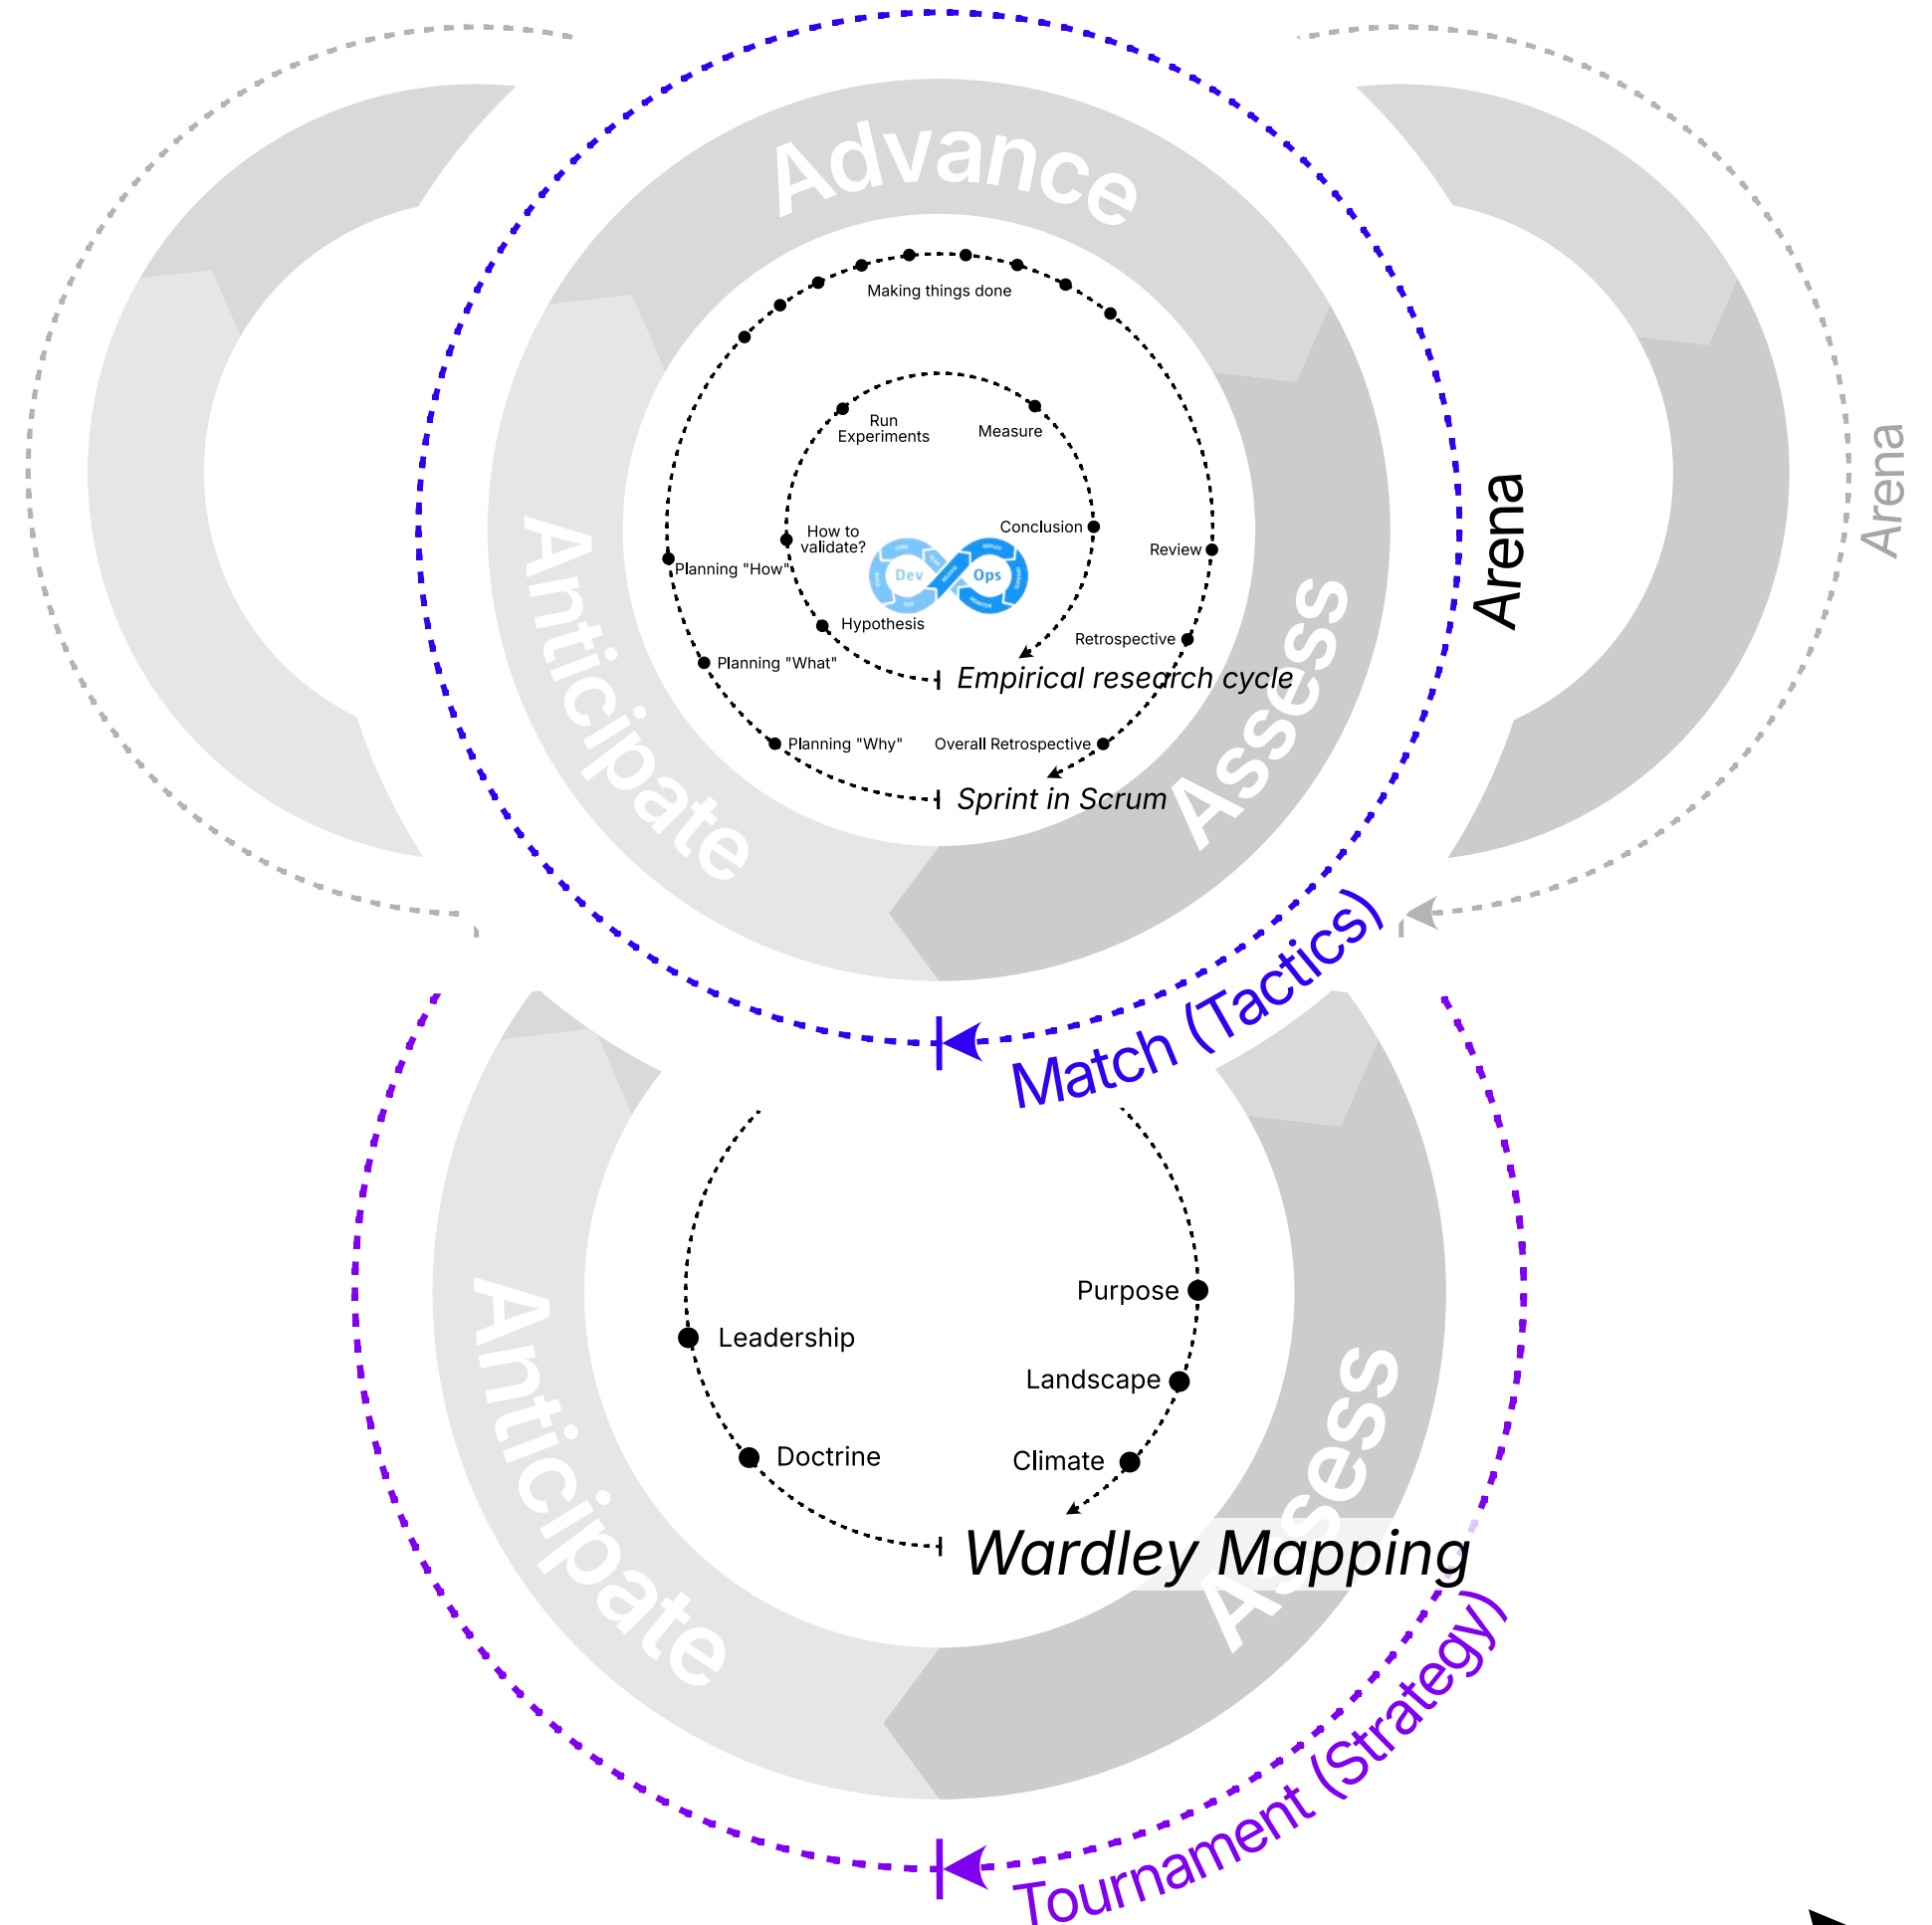 Advance
Making things done
Run
Experiments
Measure
How to
validate?
Conclusion
Planning "How"
Review
Dev
Ops
Hypothesis
Retrospective
Planning "What"
Empirical research cycle
Planning "Why"
Overall Retrospective
Sprint in Scrum
Anticipate
Assess
Arena
Arena
Match (Tactics)
Purpose
Leadership
Landscape
Doctrine
Climate
Wardley Mapping
Anticipate
Assess
Tournament (Strategy)